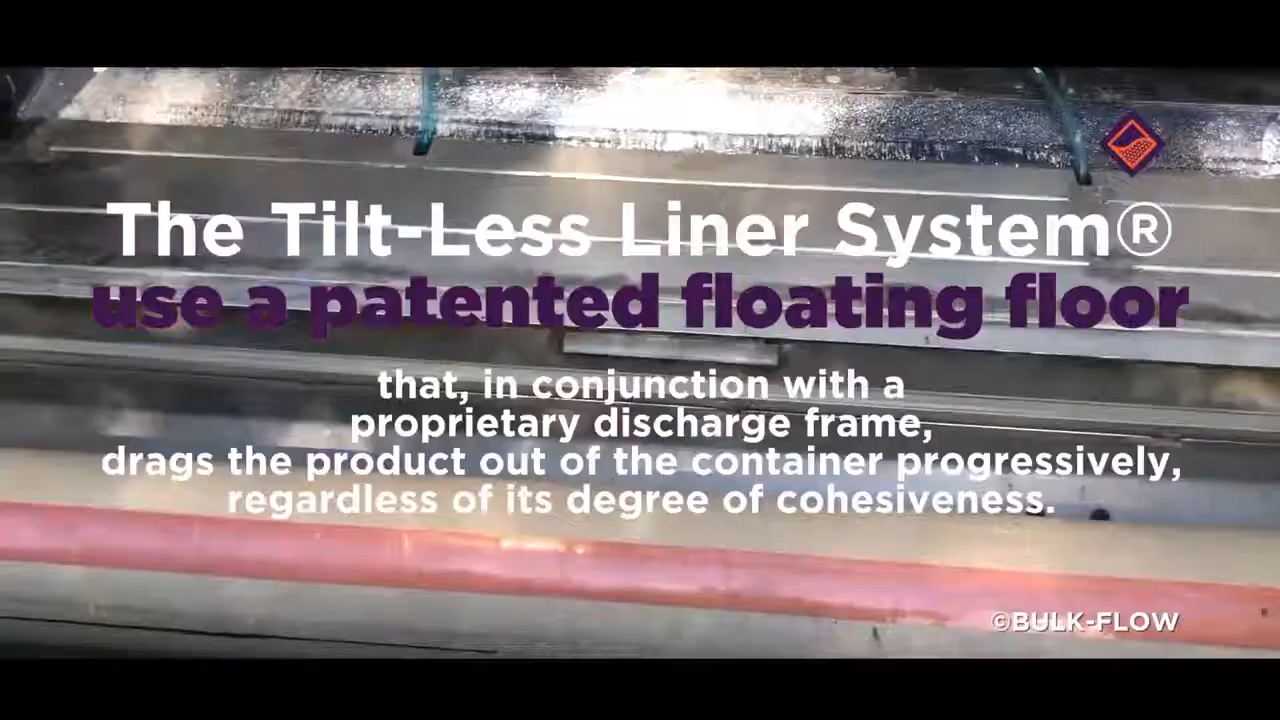 The Tilt-Less Liner System®
use a patented floating floor
that, in conjunction with a
proprietary discharge frame,
drags the product out of the container progressively,
regardless of its degree of cohesiveness.
©BULK-FLOW